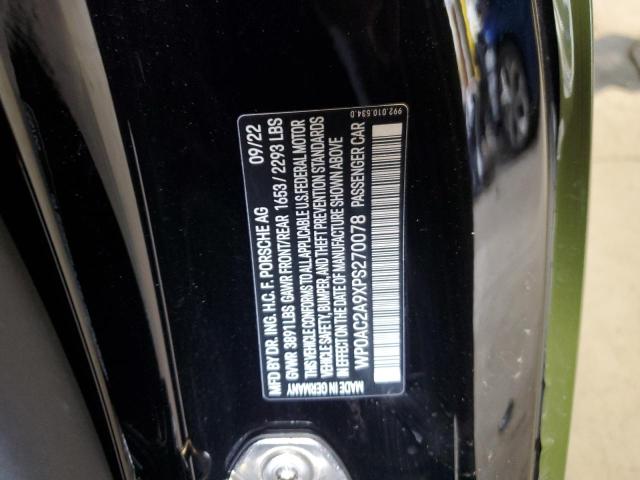 MFD BY DR. ING. H.C. F. PORSCHE AG 09/22
GVWR 3891 LBS GAWR FRONT/REAR 1653 / 2293 LBS
THIS VEHICLE CONFORMS TO ALL APPLICABLE U.S. FEDERAL MOTOR
VEHICLE SAFETY, BUMPER, AND THEFT PREVENTION STANDARDS
IN EFFECT ON THE DATE OF MANUFACTURE SHOWN ABOVE
WP0AC2A9XPS270078 PASSENGER CAR
MADE IN GERMANY 992.010.534.0